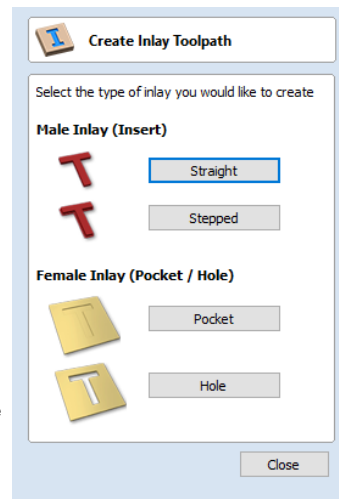 Create Inlay Toolpath
Select the type of inlay you would like to create
Male Inlay (Insert)
Straight
Stepped
Female Inlay (Pocket / Hole)
Pocket
Hole
Close